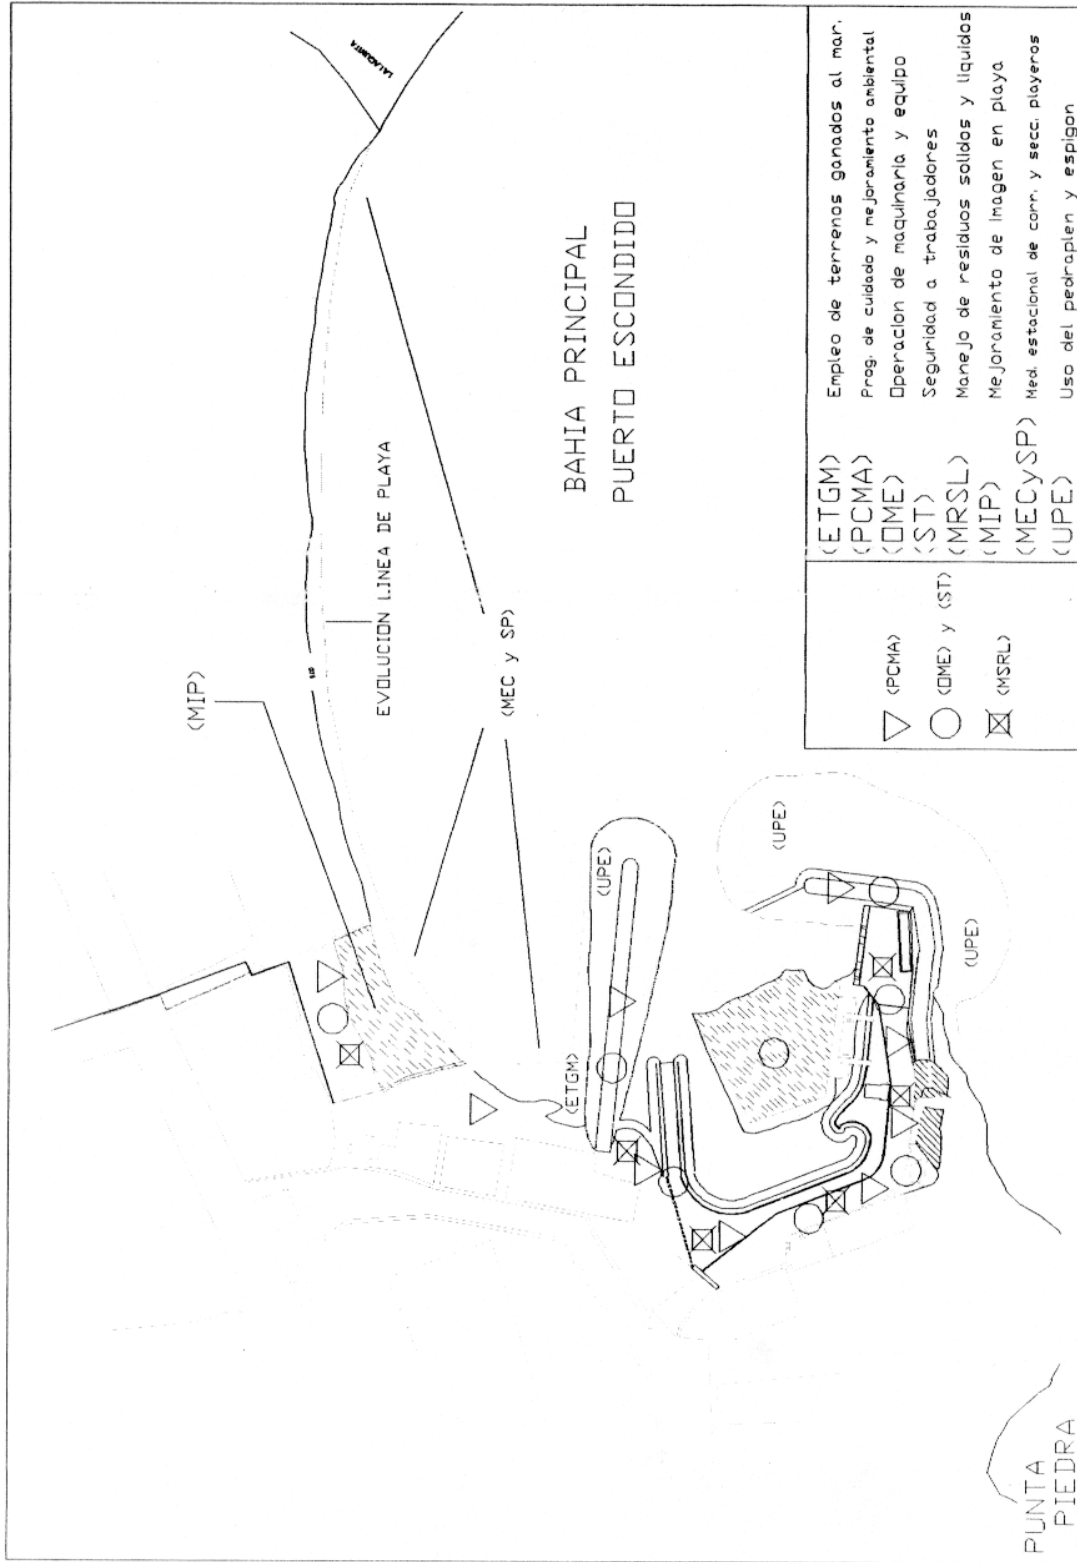 LALAGUNITA
BAHIA PRINCIPAL
PUERTO ESCONDIDO
EVOLUCION LINEA DE PLAYA
(MIP)
(MEC y SP)
(UPE)
(ETGM)
(UPE)
(UPE)
PUNTA
PIEDRA
(PCMA)
(OME) y (ST)
(MSRL)
(ETGM) Empleo de terrenos ganados al mar.
(PCMA) Prog. de cuidado y mejoramiento ambiental
(OME) Operacion de maquinaria y equipo
(ST) Seguridad a trabajadores
(MRSL) Manejo de residuos solidos y liquidos
(MIP) Mejoramiento de imagen en playa
(MECySP) Med. estacional de corr. y secc. playeros
(UPE) Uso del pedraplen y espigon